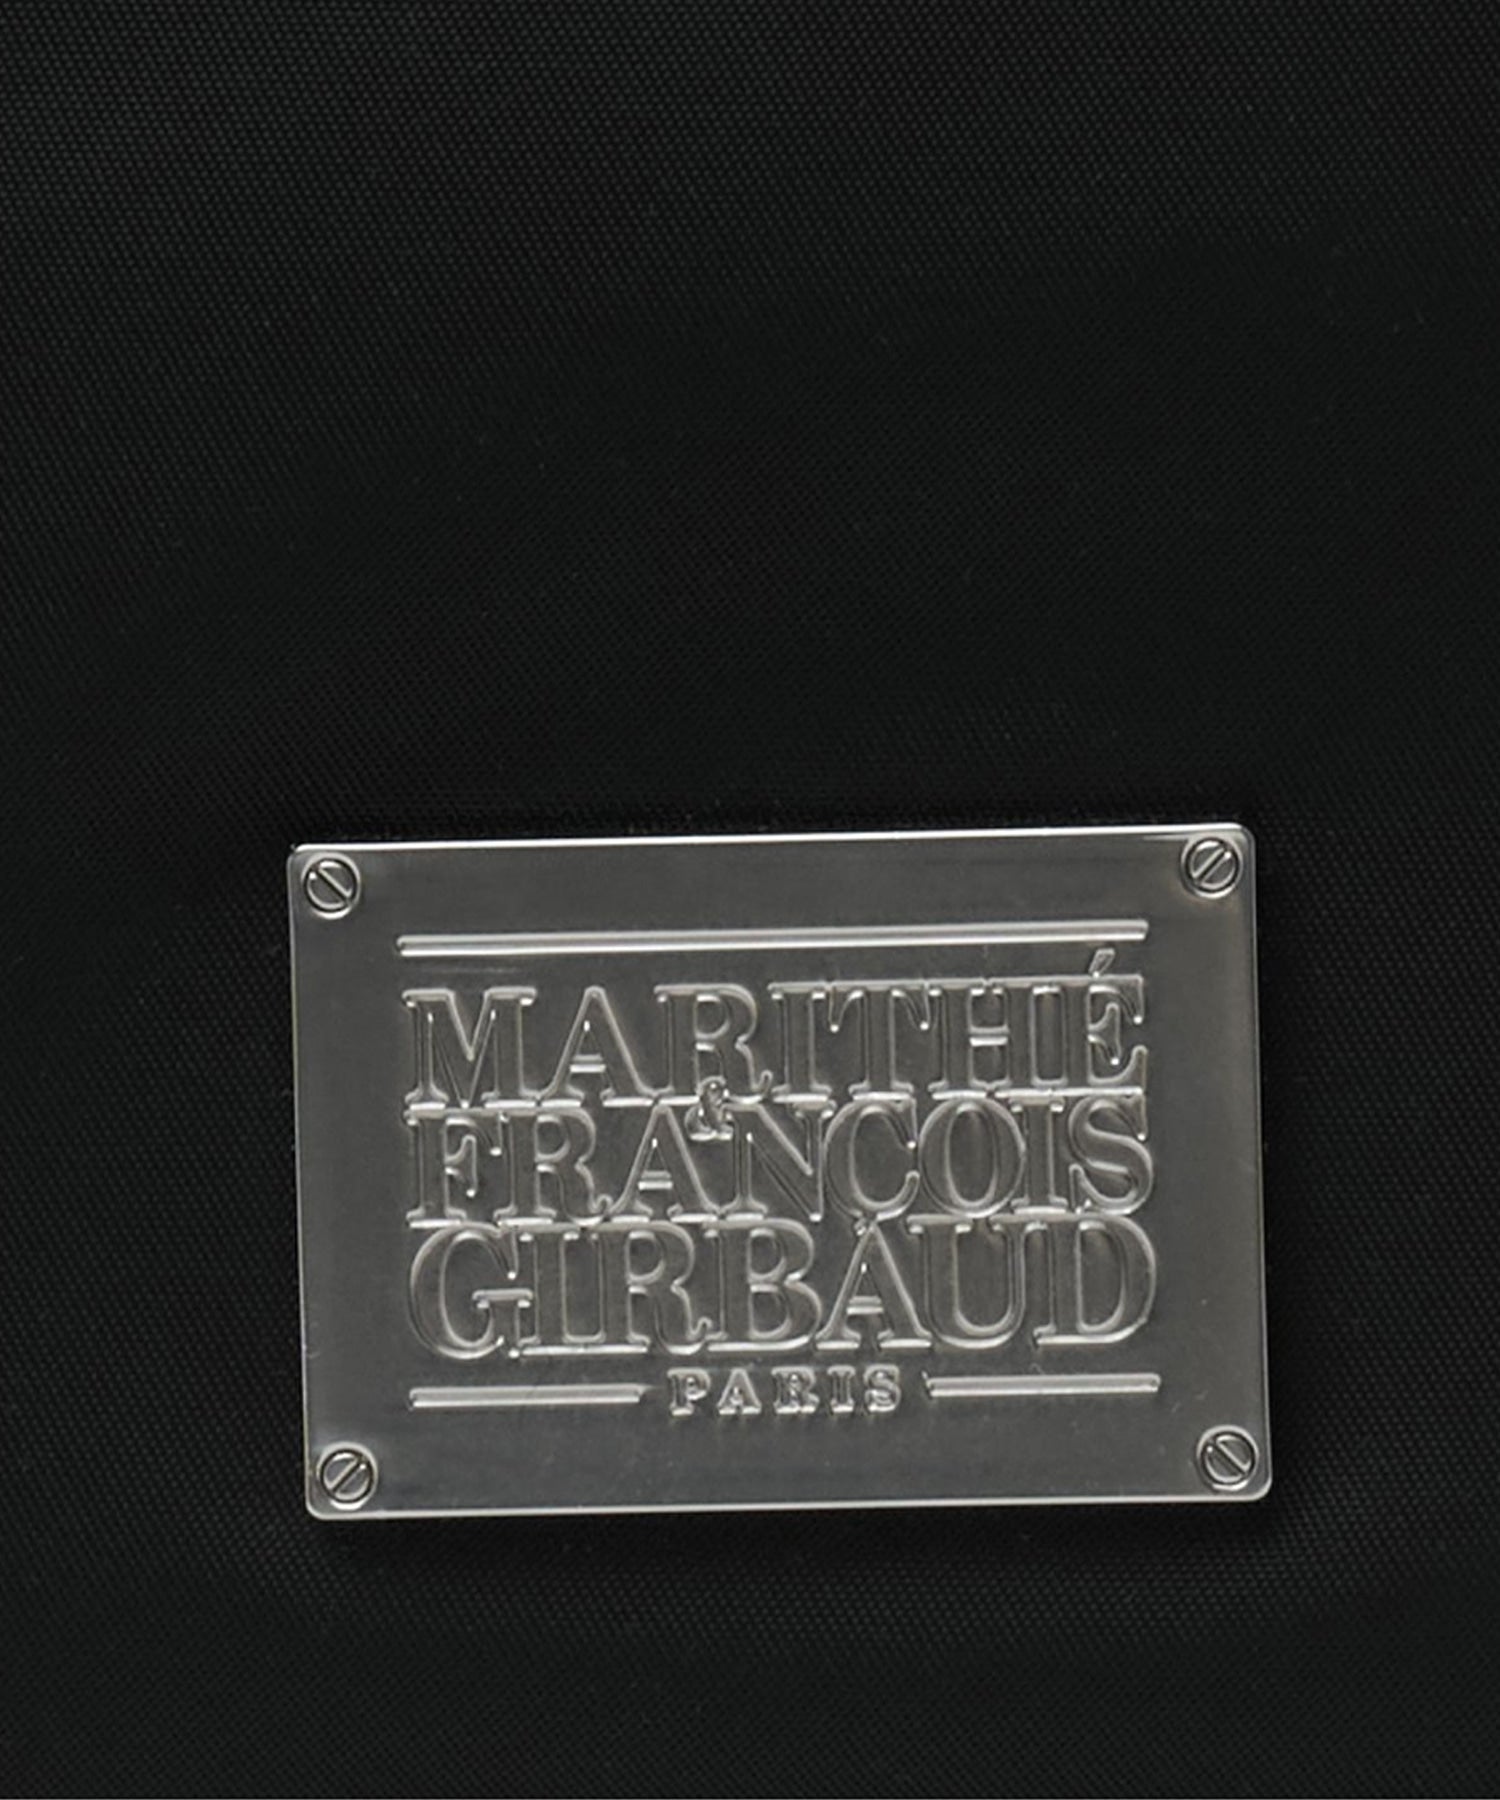 MARITHÉ
&
FRANÇOIS
GIRBAUD
PARIS